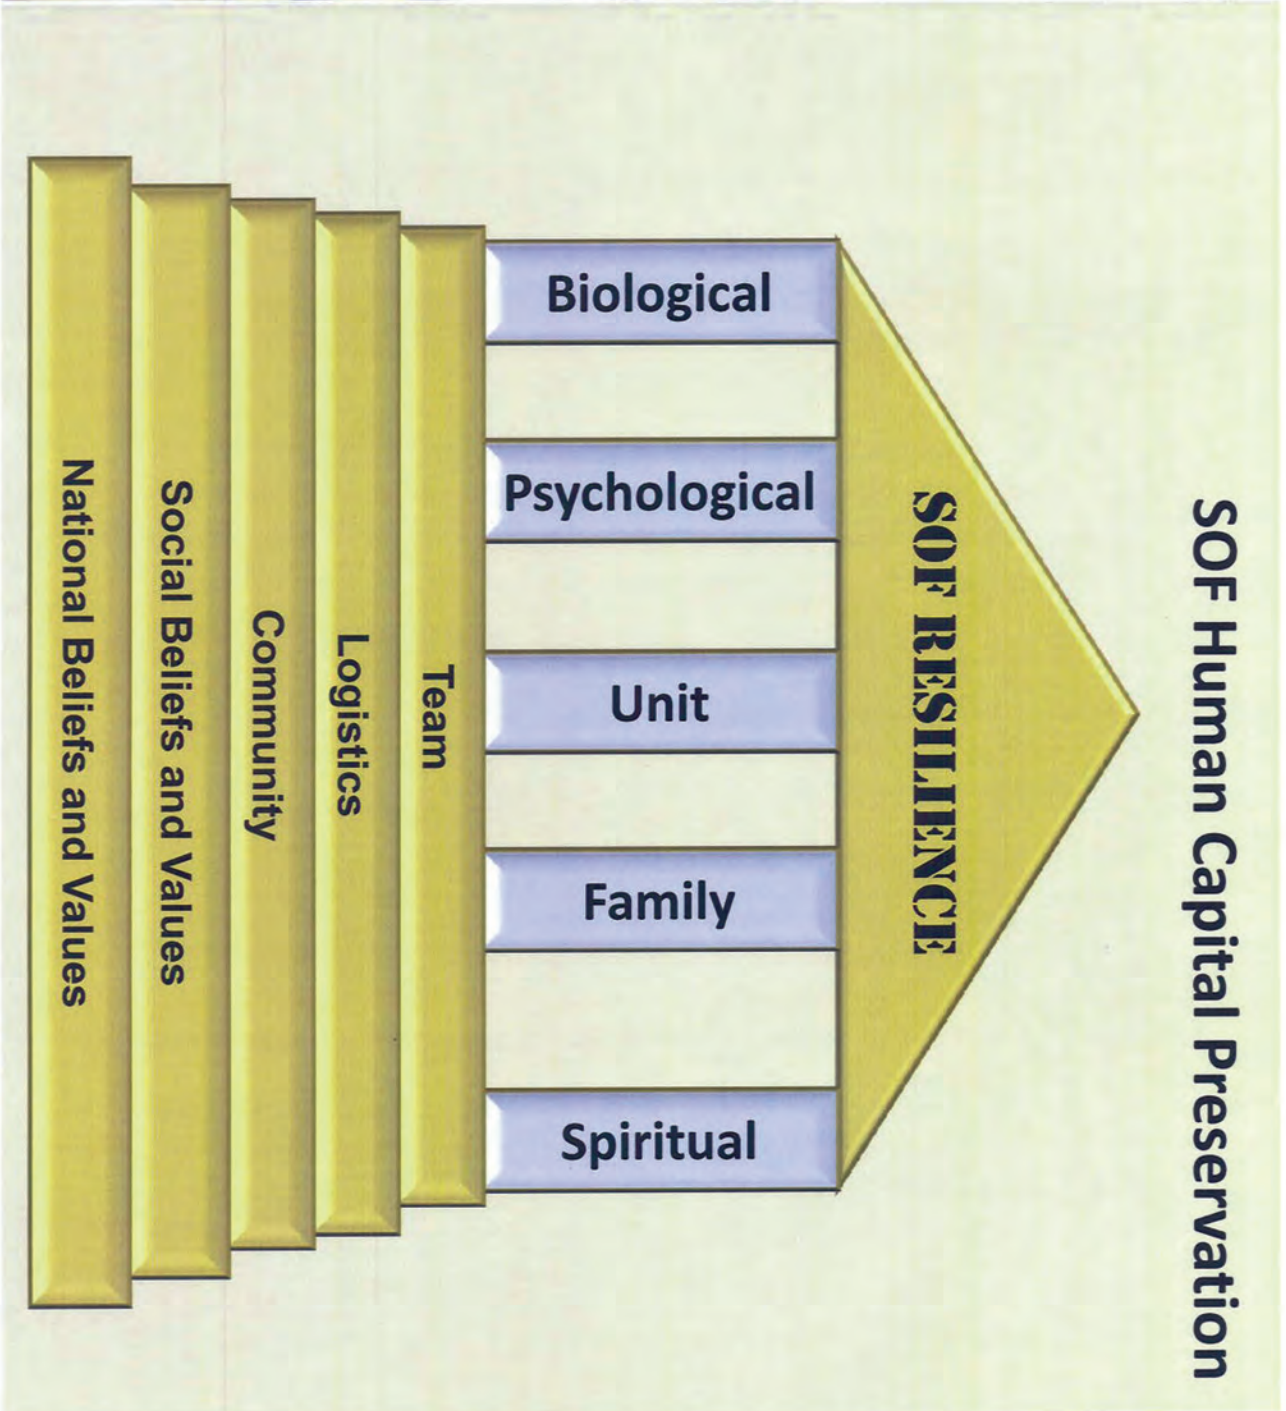 SOF Human Capital Preservation
SOF RESILIENCE
Biological
Psychological
Unit
Family
Spiritual
Team
Logistics
Community
Social Beliefs and Values
National Beliefs and Values